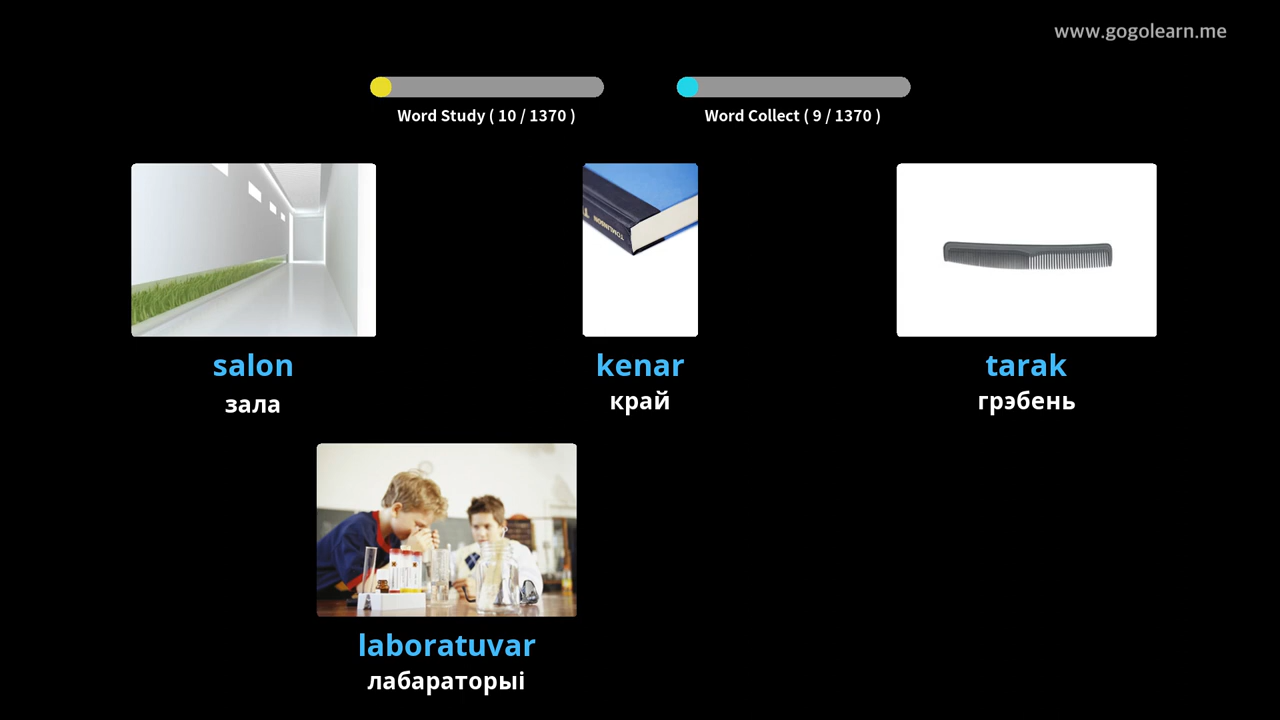 www.gogolearn.me
Word Study ( 10 / 1370 )
Word Collect ( 9 / 1370 )
TOMLINSON
salon
kenar
tarak
зала
край
грэбень
laboratuvar
лабараторыі